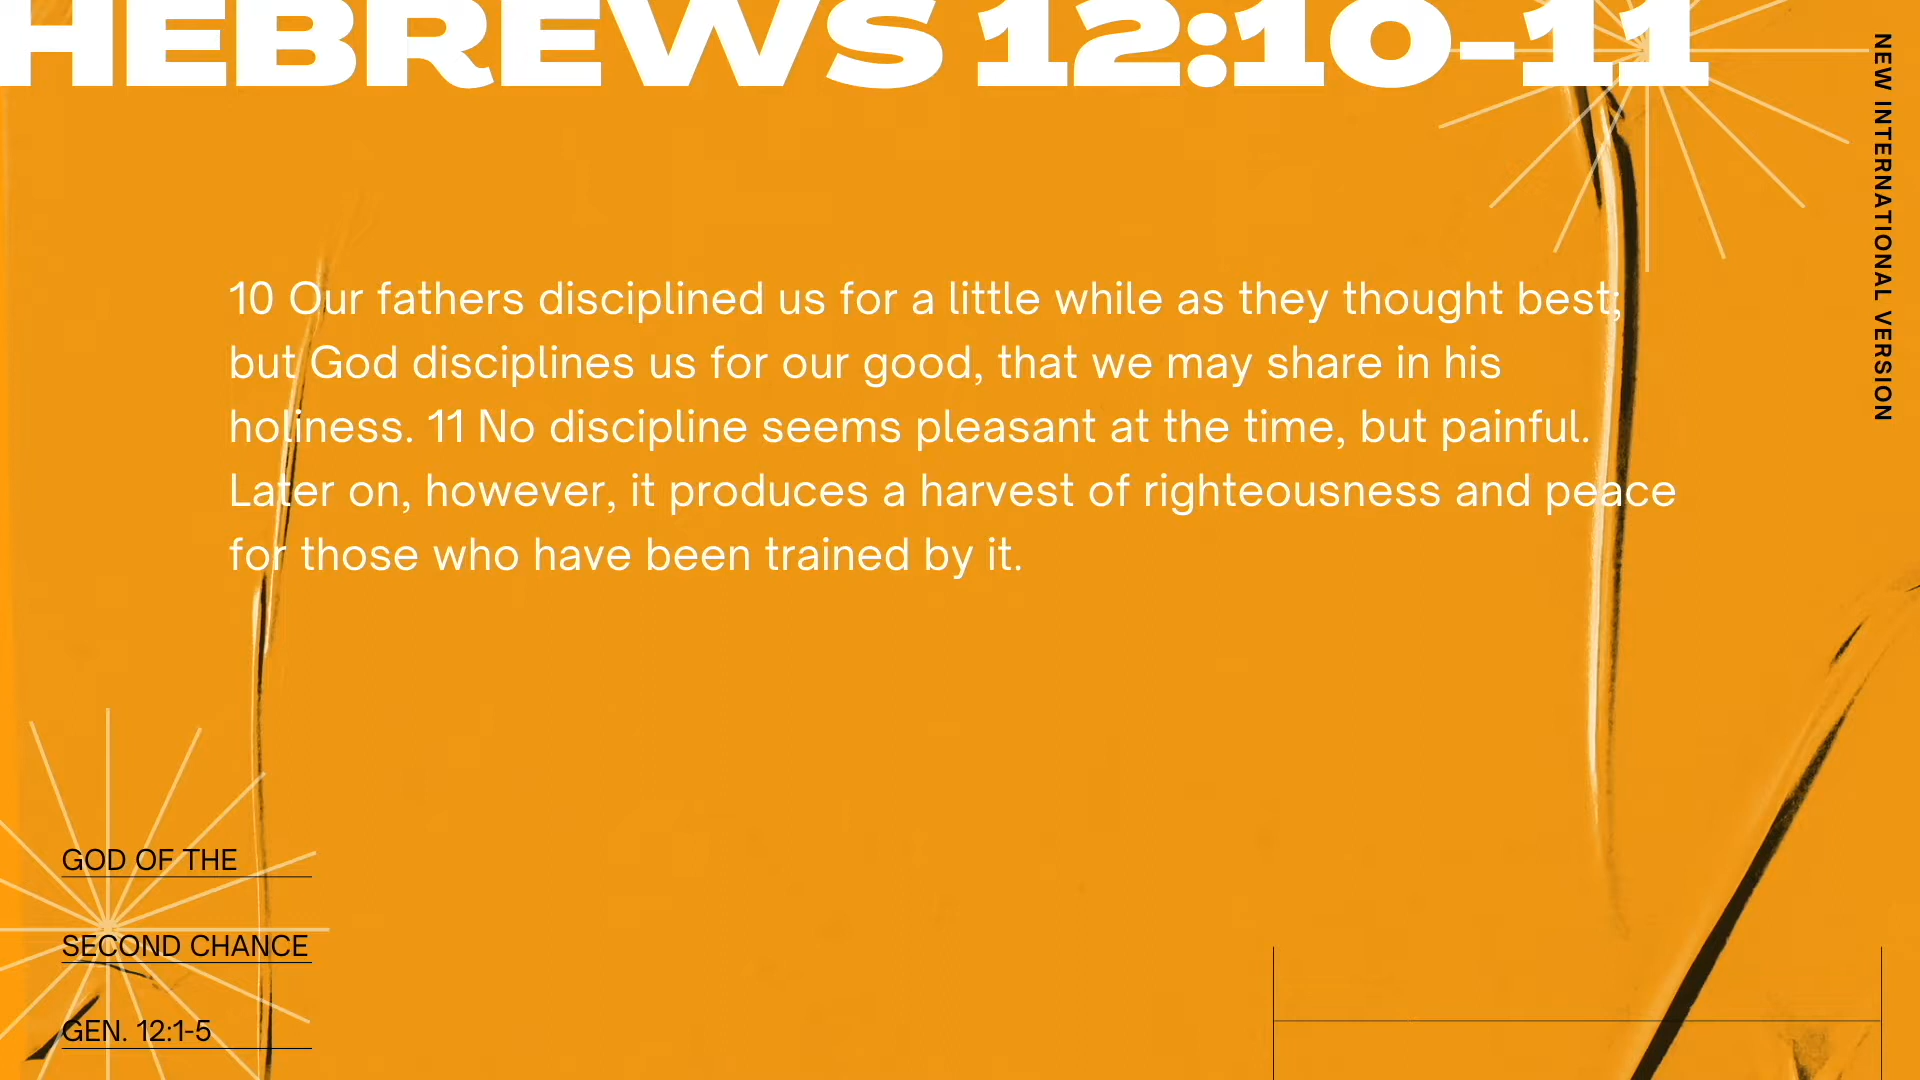 HEBREWS 12:10-11
NEW INTERNATIONAL VERSION
10 Our fathers disciplined us for a little while as they thought best;
but God disciplines us for our good, that we may share in his
holiness. 11 No discipline seems pleasant at the time, but painful.
Later on, however, it produces a harvest of righteousness and peace
for those who have been trained by it.
GOD OF THE
SECOND CHANCE
GEN. 12:1-5